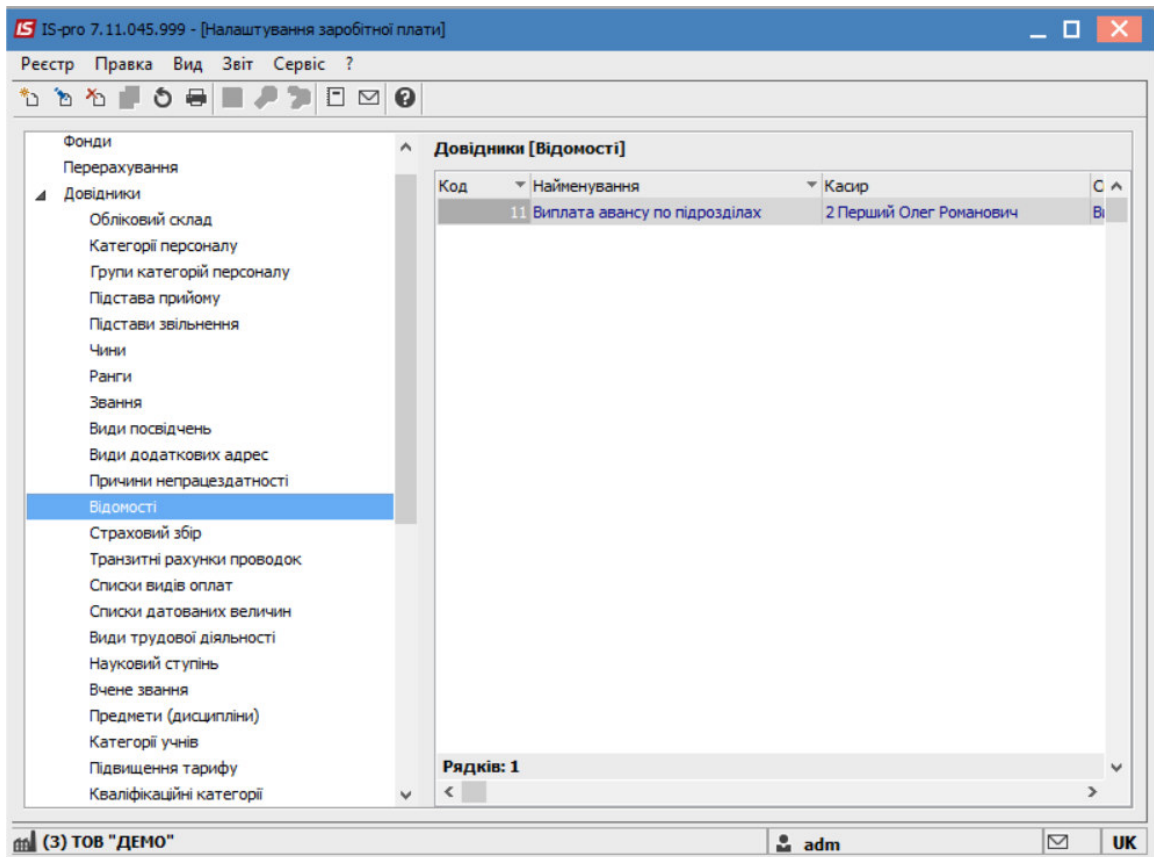 IS IS-pro 7.11.045.999 - [Налаштування заробітної плати]
Реєстр Правка Вид Звіт Сервіс ?
Фонди
Перерахування
Довідники
Обліковий склад
Категорії персоналу
Групи категорій персоналу
Підстава прийому
Підстави звільнення
Чини
Ранги
Звання
Види посвідчень
Види додаткових адрес
Причини непрацездатності
Відомості
Страховий збір
Транзитні рахунки проводок
Списки видів оплат
Списки датованих величин
Види трудової діяльності
Науковий ступінь
Вчене звання
Предмети (дисципліни)
Категорії учнів
Підвищення тарифу
Кваліфікаційні категорії
Довідники [Відомості]
Код Найменування Касир
11 Виплата авансу по підрозділах 2 Перший Олег Романович
Рядків: 1
(3) ТОВ "ДЕМО" adm UK